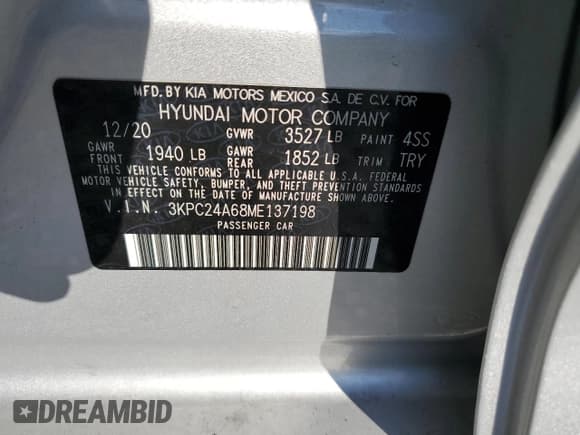 MFD. BY KIA MOTORS MEXICO S.A. DE C.V. FOR
HYUNDAI MOTOR COMPANY
12/20 GVWR 3527 LB PAINT 4SS
GAWR FRONT 1940 LB GAWR REAR 1852 LB TRIM TRY
THIS VEHICLE CONFORMS TO ALL APPLICABLE U.S.A. FEDERAL
MOTOR VEHICLE SAFETY, BUMPER, AND THEFT PREVENTION STANDARDS
IN EFFECT ON THE DATE OF MANUFACTURE SHOWN ABOVE.
V.I.N. 3KPC24A68ME137198
PASSENGER CAR
DREAMBID